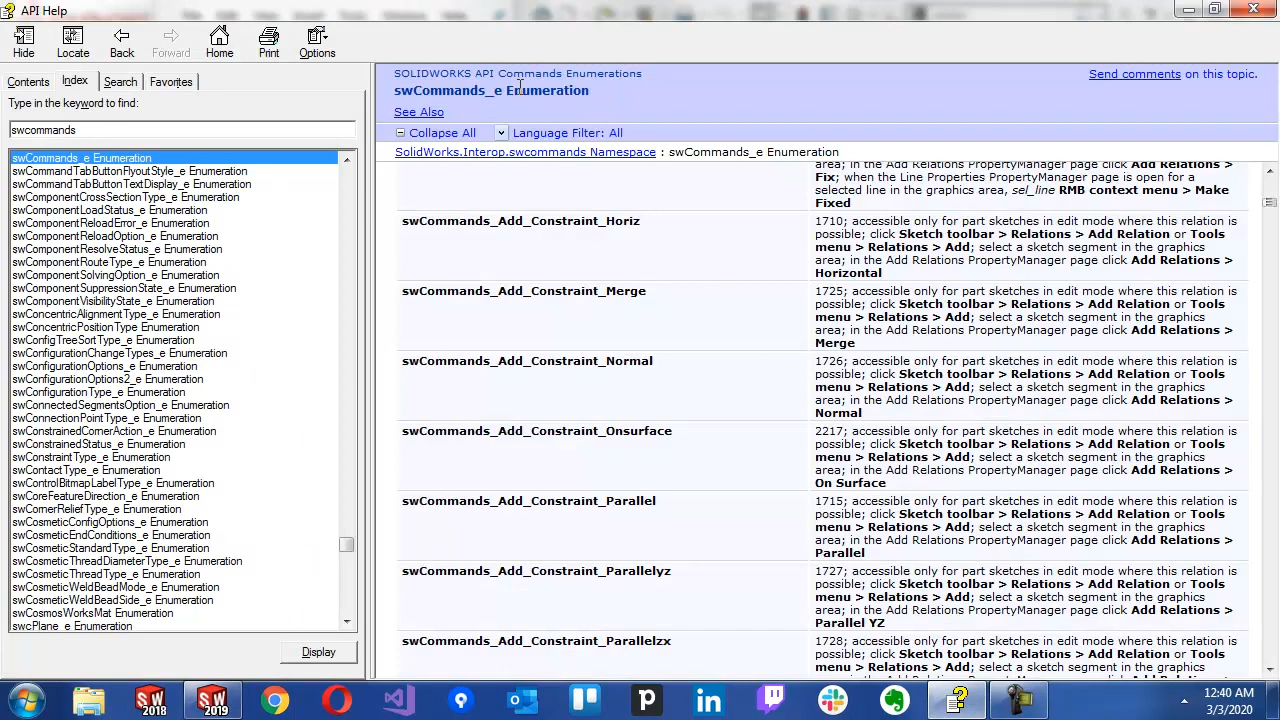 API Help
Hide
Locate
Back
Forward
Home
Print
Options
Contents
Index
Search
Favorites
Type in the keyword to find:
swcommands
swCommands_e Enumeration
swCommandTabButtonFlyoutStyle_e Enumeration
swCommandTabButtonTextDisplay_e Enumeration
swComponentCrossSectionType_e Enumeration
swComponentLoadStatus_e Enumeration
swComponentReloadError_e Enumeration
swComponentReloadOption_e Enumeration
swComponentResolveStatus_e Enumeration
swComponentRouteType_e Enumeration
swComponentSolvingOption_e Enumeration
swComponentSuppressionState_e Enumeration
swComponentVisibilityState_e Enumeration
swConcentricAlignmentType_e Enumeration
swConcentricPositionType Enumeration
swConfigTreeSortType_e Enumeration
swConfigurationChangeTypes_e Enumeration
swConfigurationOptions_e Enumeration
swConfigurationOptions2_e Enumeration
swConfigurationType_e Enumeration
swConnectedSegmentsOption_e Enumeration
swConnectionPointType_e Enumeration
swConstrainedCornerAction_e Enumeration
swConstrainedStatus_e Enumeration
swConstraintType_e Enumeration
swContactType_e Enumeration
swControlBitmapLabelType_e Enumeration
swCoreFeatureDirection_e Enumeration
swCornerReliefType_e Enumeration
swCosmeticConfigOptions_e Enumeration
swCosmeticEndConditions_e Enumeration
swCosmeticStandardType_e Enumeration
swCosmeticThreadDiameterType_e Enumeration
swCosmeticThreadType_e Enumeration
swCosmeticWeldBeadMode_e Enumeration
swCosmeticWeldBeadSide_e Enumeration
swCosmosWorksMat Enumeration
swcPlane_e Enumeration
Display
SOLIDWORKS API Commands Enumerations
Send comments on this topic.
swCommands_e Enumeration
See Also
Collapse All Language Filter: All
SolidWorks.Interop.swcommands Namespace : swCommands_e Enumeration
area; in the Add Relations PropertyManager page click Add Relations >
Fix; when the Line Properties PropertyManager page is open for a
selected line in the graphics area, sel_line RMB context menu > Make
Fixed
swCommands_Add_Constraint_Horiz
1710; accessible only for part sketches in edit mode where this relation is
possible; click Sketch toolbar > Relations > Add Relation or Tools
menu > Relations > Add; select a sketch segment in the graphics
area; in the Add Relations PropertyManager page click Add Relations >
Horizontal
swCommands_Add_Constraint_Merge
1725; accessible only for part sketches in edit mode where this relation is
possible; click Sketch toolbar > Relations > Add Relation or Tools
menu > Relations > Add; select a sketch segment in the graphics
area; in the Add Relations PropertyManager page click Add Relations >
Merge
swCommands_Add_Constraint_Normal
1726; accessible only for part sketches in edit mode where this relation is
possible; click Sketch toolbar > Relations > Add Relation or Tools
menu > Relations > Add; select a sketch segment in the graphics
area; in the Add Relations PropertyManager page click Add Relations >
Normal
swCommands_Add_Constraint_Onsurface
2217; accessible only for part sketches in edit mode where this relation is
possible; click Sketch toolbar > Relations > Add Relation or Tools
menu > Relations > Add; select a sketch segment in the graphics
area; in the Add Relations PropertyManager page click Add Relations >
On Surface
swCommands_Add_Constraint_Parallel
1715; accessible only for part sketches in edit mode where this relation is
possible; click Sketch toolbar > Relations > Add Relation or Tools
menu > Relations > Add; select a sketch segment in the graphics
area; in the Add Relations PropertyManager page click Add Relations >
Parallel
swCommands_Add_Constraint_Parallelyz
1727; accessible only for part sketches in edit mode where this relation is
possible; click Sketch toolbar > Relations > Add Relation or Tools
menu > Relations > Add; select a sketch segment in the graphics
area; in the Add Relations PropertyManager page click Add Relations >
Parallel YZ
swCommands_Add_Constraint_Parallelzx
1728; accessible only for part sketches in edit mode where this relation is
possible; click Sketch toolbar > Relations > Add Relation or Tools
menu > Relations > Add; select a sketch segment in the graphics
SW
2018
SW
2019
12:40 AM
3/3/2020